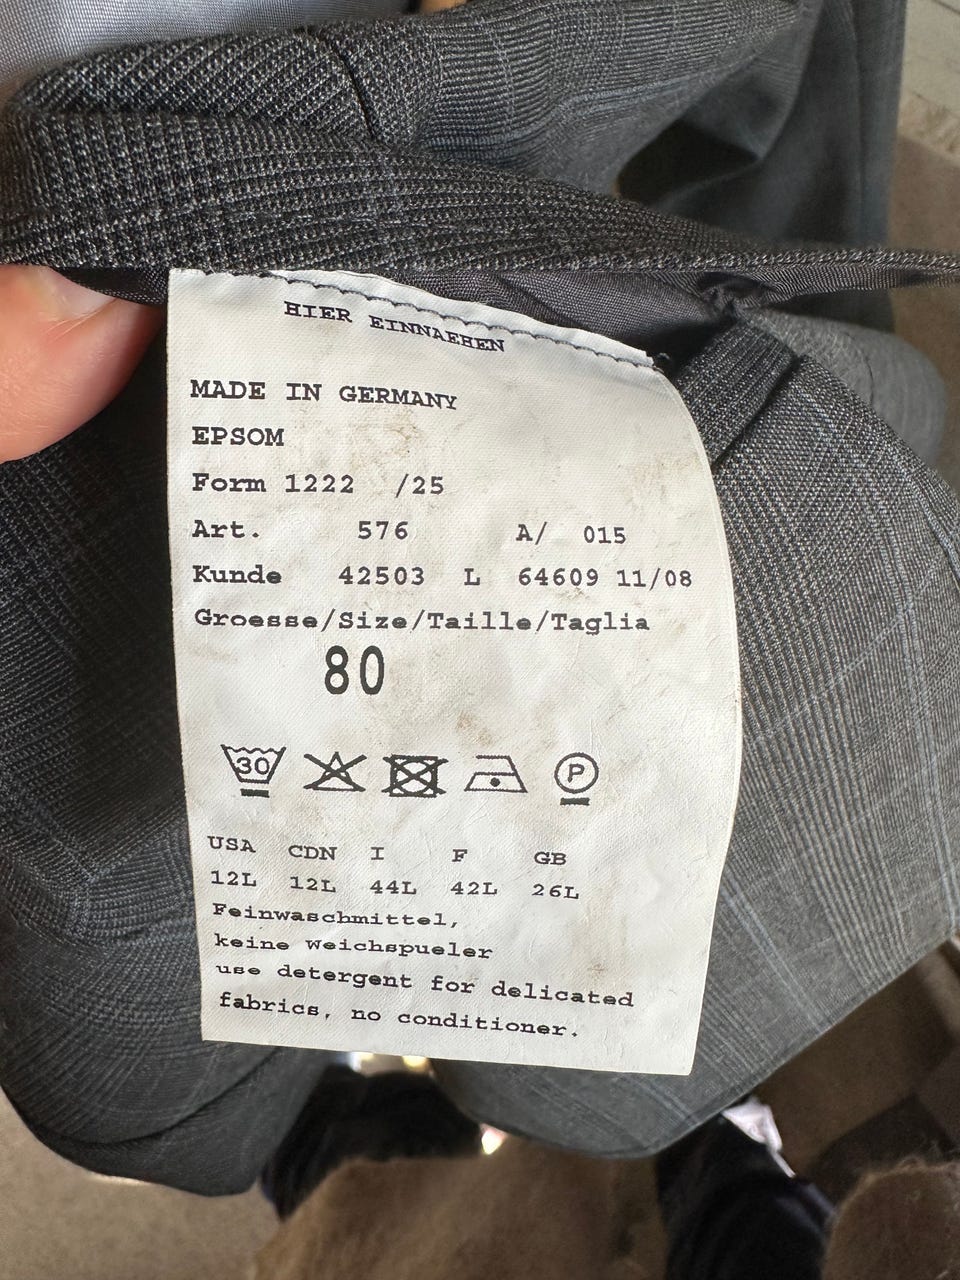 HIER EINNAEHEN
MADE IN GERMANY
EPSOM
Form 1222 /25
Art. 576 A/ 015
Kunde 42503 L 64609 11/08
Groesse/Size/Taille/Taglia
80
30 P
USA CDN I F GB
12L 12L 44L 42L 26L
Feinwaschmittel,
keine Weichspueler
use detergent for delicated
fabrics, no conditioner.